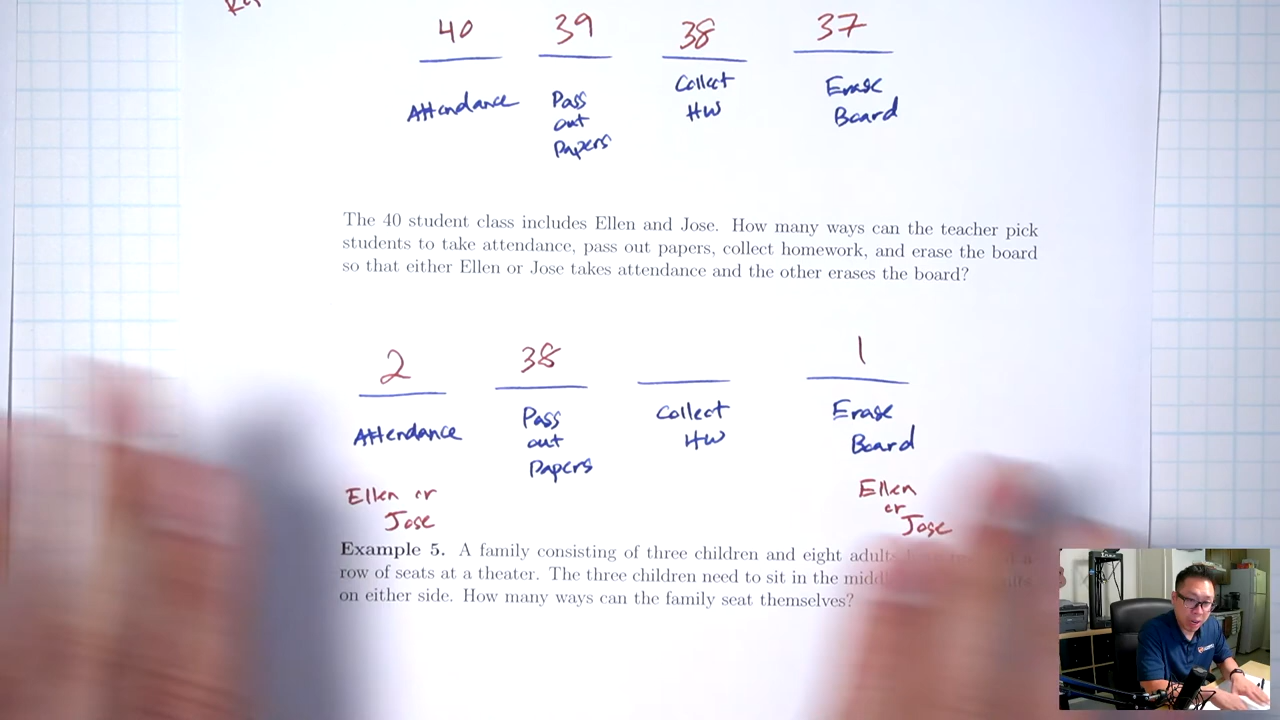 40 39 38 37
Attendance Pass out Papers Collect HW Erase Board
The 40 student class includes Ellen and Jose. How many ways can the teacher pick
students to take attendance, pass out papers, collect homework, and erase the board
so that either Ellen or Jose takes attendance and the other erases the board?
2 38 1
Attendance Pass out Papers Collect HW Erase Board
Ellen or Jose Ellen or Jose
Example 5. A family consisting of three children and eight
row of seats at a theater. The three children need to sit in the
on either side. How many ways can the family seat themselves?